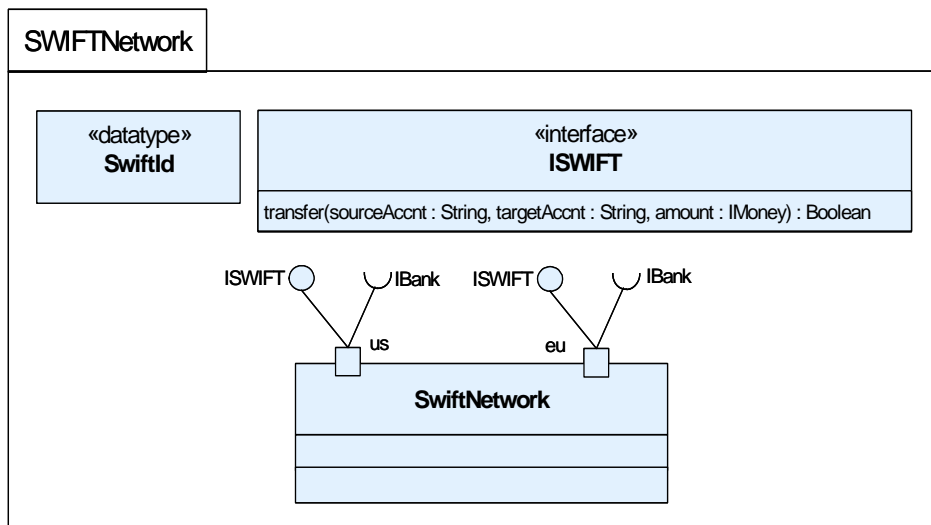 SWIFTNetwork
«datatype»
SwiftId
«interface»
ISWIFT
transfer(sourceAccnt : String, targetAccnt : String, amount : IMoney) : Boolean
ISWIFT
IBank
ISWIFT
IBank
us
eu
SwiftNetwork